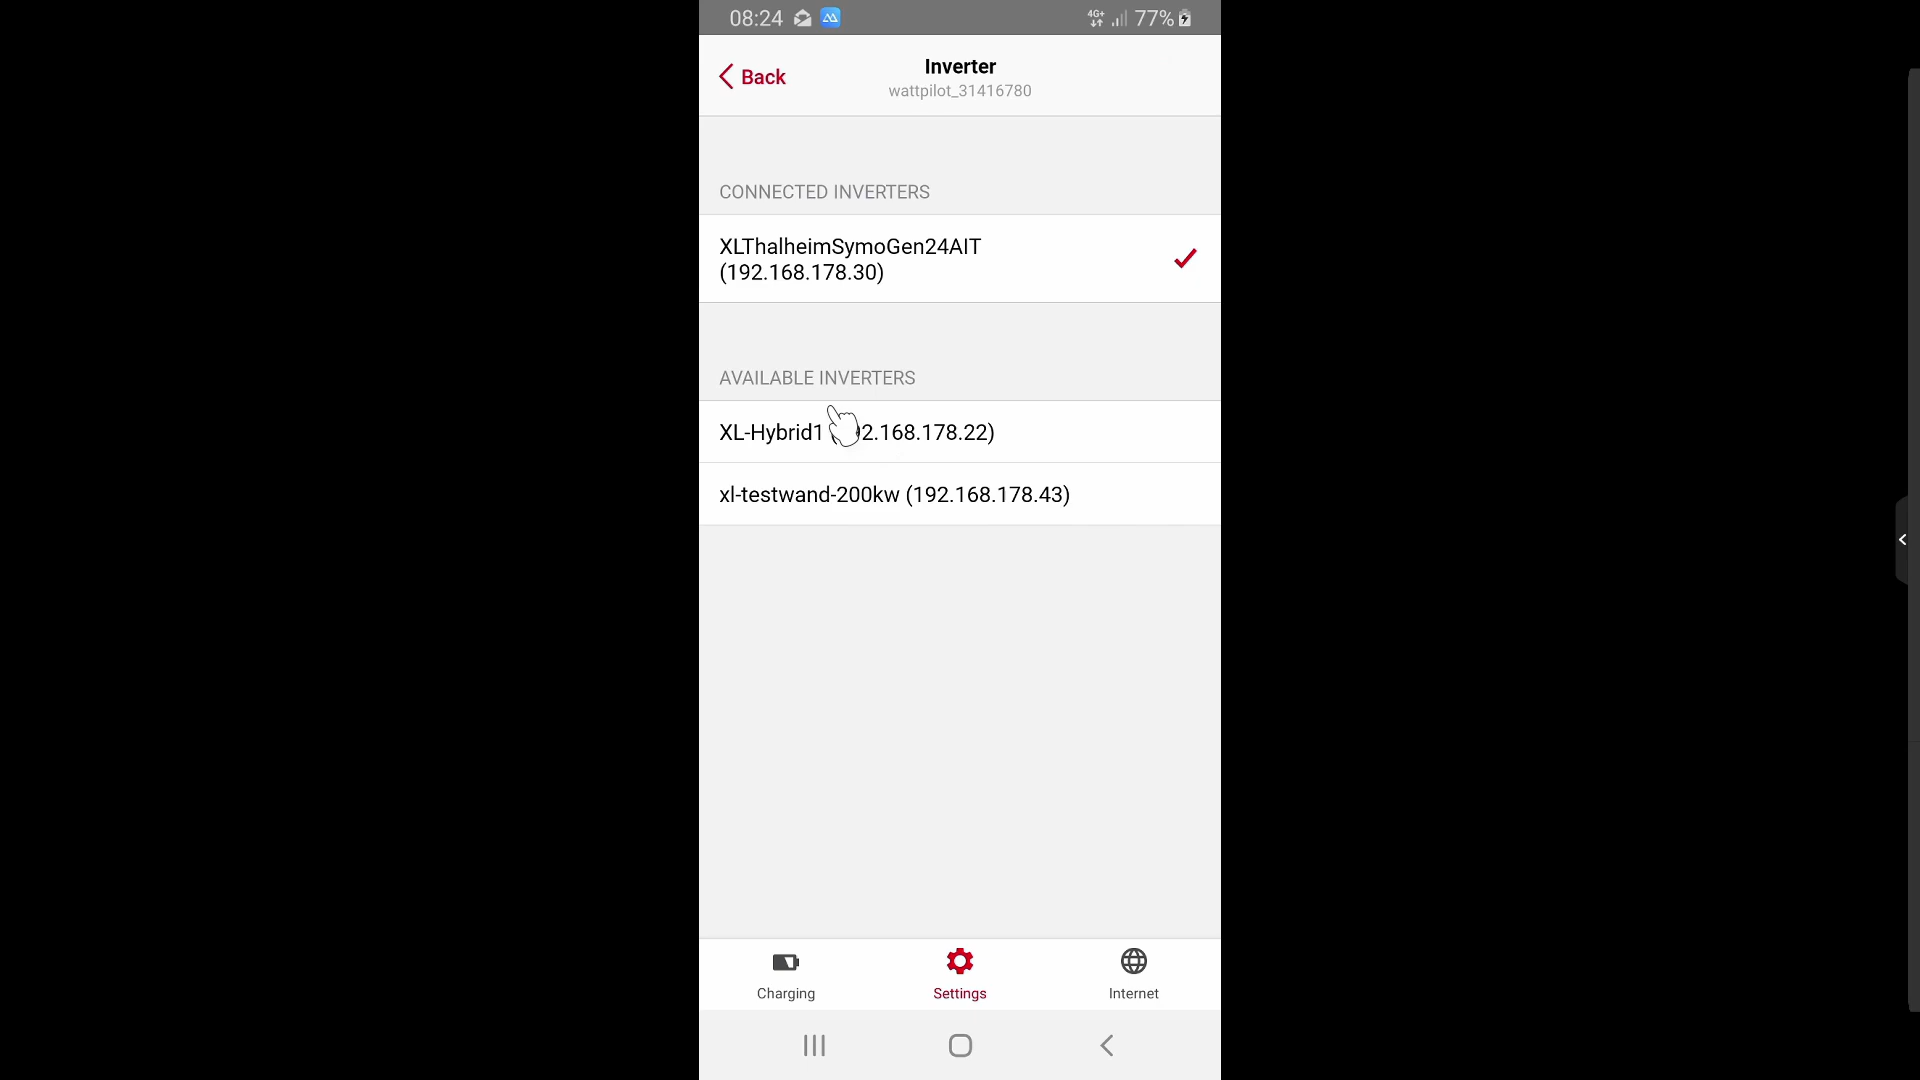 08:24
4G+ 77%
Back
Inverter
wattpilot_31416780
CONNECTED INVERTERS
XLThalheimSymoGen24AIT
(192.168.178.30)
AVAILABLE INVERTERS
XL-Hybrid1 2.168.178.22)
xl-testwand-200kw (192.168.178.43)
Charging
Settings
Internet